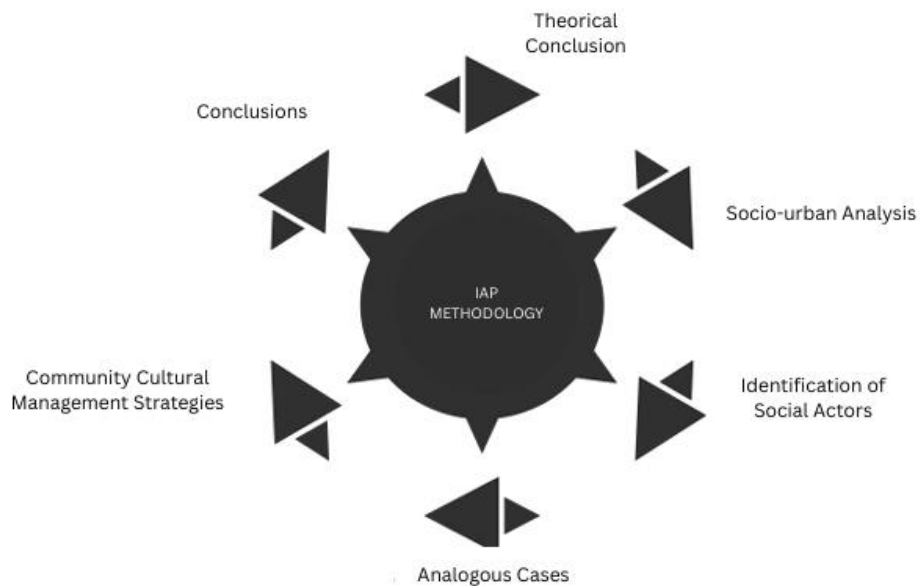 Theorical
Conclusion
Conclusions
Socio-urban Analysis
IAP
METHODOLOGY
Community Cultural
Management Strategies
Identification of
Social Actors
Analogous Cases